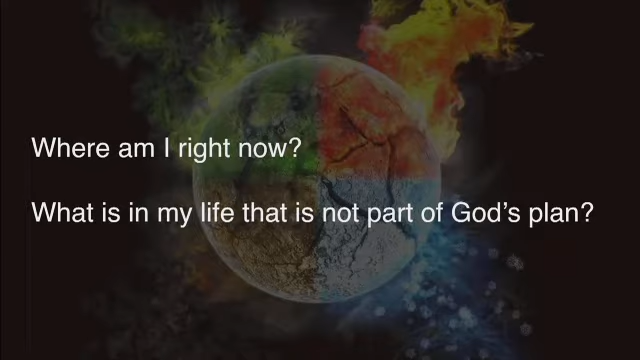 Where am I right now?
What is in my life that is not part of God’s plan?